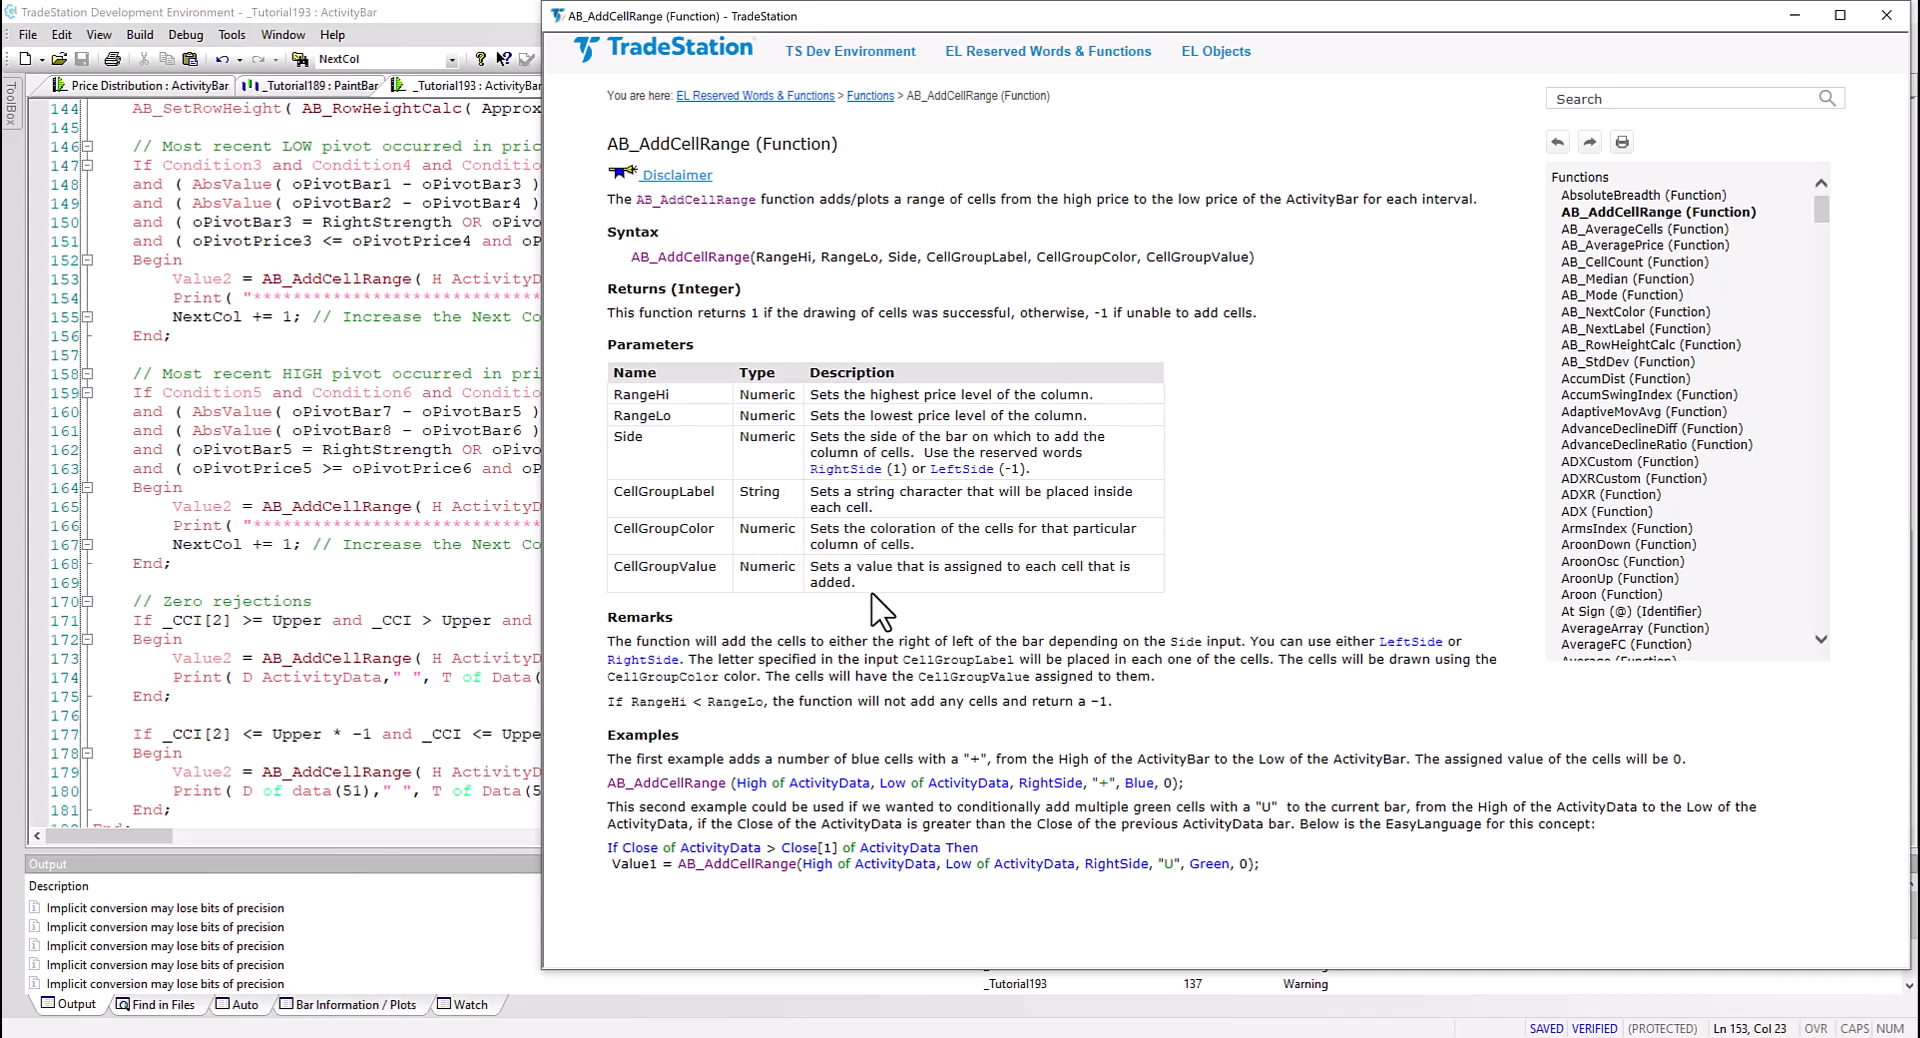 TradeStation Development Environment - _Tutorial193 : ActivityBar
File Edit View Build Debug Tools Window Help
NextCol
ToolBox
Price Distribution : ActivityBar _Tutorial189 : PaintBar _Tutorial193 : ActivityBar
144 AB_SetRowHeight( AB_RowHeightCalc( Approx
145
146 // Most recent LOW pivot occurred in pric
147 If Condition3 and Condition4 and Conditio
148 and ( AbsValue( oPivotBar1 - oPivotBar3 )
149 and ( AbsValue( oPivotBar2 - oPivotBar4 )
150 and ( oPivotBar3 = RightStrength OR oPivo
151 and ( oPivotPrice3 <= oPivotPrice4 and oP
152 Begin
153 Value2 = AB_AddCellRange( H ActivityD
154 Print( "*****************************
155 NextCol += 1; // Increase the Next Co
156 End;
157
158 // Most recent HIGH pivot occurred in pri
159 If Condition5 and Condition6 and Conditio
160 and ( AbsValue( oPivotBar7 - oPivotBar5 )
161 and ( AbsValue( oPivotBar8 - oPivotBar6 )
162 and ( oPivotBar5 = RightStrength OR oPivo
163 and ( oPivotPrice5 >= oPivotPrice6 and oP
164 Begin
165 Value2 = AB_AddCellRange( H ActivityD
166 Print( "*****************************
167 NextCol += 1; // Increase the Next Co
168 End;
169
170 // Zero rejections
171 If _CCI[2] >= Upper and _CCI > Upper and
172 Begin
173 Value2 = AB_AddCellRange( H ActivityD
174 Print( D ActivityData," ", T of Data(
175 End;
176
177 If _CCI[2] <= Upper * -1 and _CCI <= Uppe
178 Begin
179 Value2 = AB_AddCellRange( H ActivityD
180 Print( D of data(51)," ", T of Data(5
181 End;
Output
Description
Implicit conversion may lose bits of precision
Implicit conversion may lose bits of precision
Implicit conversion may lose bits of precision
Implicit conversion may lose bits of precision
Implicit conversion may lose bits of precision
_Tutorial193 137 Warning
Output Find in Files Auto Bar Information / Plots Watch
SAVED VERIFIED (PROTECTED) Ln 153, Col 23 OVR CAPS NUM
AB_AddCellRange (Function) - TradeStation
TradeStation TS Dev Environment EL Reserved Words & Functions EL Objects
You are here: EL Reserved Words & Functions > Functions > AB_AddCellRange (Function)
Search
AB_AddCellRange (Function)
Disclaimer
The AB_AddCellRange function adds/plots a range of cells from the high price to the low price of the ActivityBar for each interval.
Syntax
AB_AddCellRange(RangeHi, RangeLo, Side, CellGroupLabel, CellGroupColor, CellGroupValue)
Returns (Integer)
This function returns 1 if the drawing of cells was successful, otherwise, -1 if unable to add cells.
Parameters
Name Type Description
RangeHi Numeric Sets the highest price level of the column.
RangeLo Numeric Sets the lowest price level of the column.
Side Numeric Sets the side of the bar on which to add the
column of cells. Use the reserved words
RightSide (1) or LeftSide (-1).
CellGroupLabel String Sets a string character that will be placed inside
each cell.
CellGroupColor Numeric Sets the coloration of the cells for that particular
column of cells.
CellGroupValue Numeric Sets a value that is assigned to each cell that is
added.
Remarks
The function will add the cells to either the right of left of the bar depending on the Side input. You can use either LeftSide or
RightSide. The letter specified in the input CellGroupLabel will be placed in each one of the cells. The cells will be drawn using the
CellGroupColor color. The cells will have the CellGroupValue assigned to them.
If RangeHi < RangeLo, the function will not add any cells and return a -1.
Examples
The first example adds a number of blue cells with a "+", from the High of the ActivityBar to the Low of the ActivityBar. The assigned value of the cells will be 0.
AB_AddCellRange (High of ActivityData, Low of ActivityData, RightSide, "+", Blue, 0);
This second example could be used if we wanted to conditionally add multiple green cells with a "U" to the current bar, from the High of the ActivityData to the Low of the
ActivityData, if the Close of the ActivityData is greater than the Close of the previous ActivityData bar. Below is the EasyLanguage for this concept:
If Close of ActivityData > Close[1] of ActivityData Then
Value1 = AB_AddCellRange(High of ActivityData, Low of ActivityData, RightSide, "U", Green, 0);
Functions
AbsoluteBreadth (Function)
AB_AddCellRange (Function)
AB_AverageCells (Function)
AB_AveragePrice (Function)
AB_CellCount (Function)
AB_Median (Function)
AB_Mode (Function)
AB_NextColor (Function)
AB_NextLabel (Function)
AB_RowHeightCalc (Function)
AB_StdDev (Function)
AccumDist (Function)
AccumSwingIndex (Function)
AdaptiveMovAvg (Function)
AdvanceDeclineDiff (Function)
AdvanceDeclineRatio (Function)
ADXCustom (Function)
ADXRCustom (Function)
ADXR (Function)
ADX (Function)
ArmsIndex (Function)
AroonDown (Function)
AroonOsc (Function)
AroonUp (Function)
Aroon (Function)
At Sign (@) (Identifier)
AverageArray (Function)
AverageFC (Function)